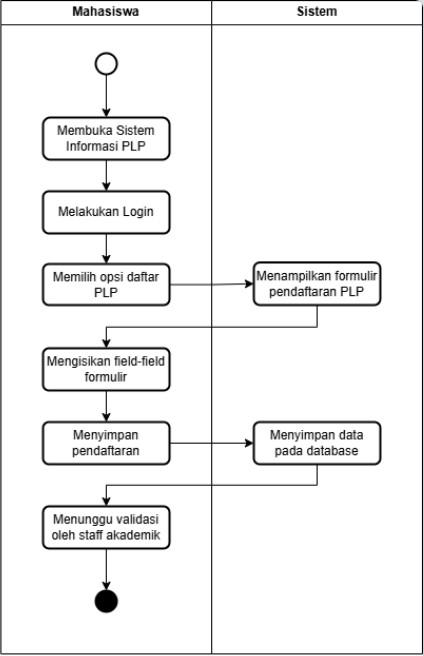 Mahasiswa
Sistem
Membuka Sistem
Informasi PLP
Melakukan Login
Memilih opsi daftar
PLP
Menampilkan formulir
pendaftaran PLP
Mengisikan field-field
formulir
Menyimpan
pendaftaran
Menyimpan data
pada database
Menunggu validasi
oleh staff akademik